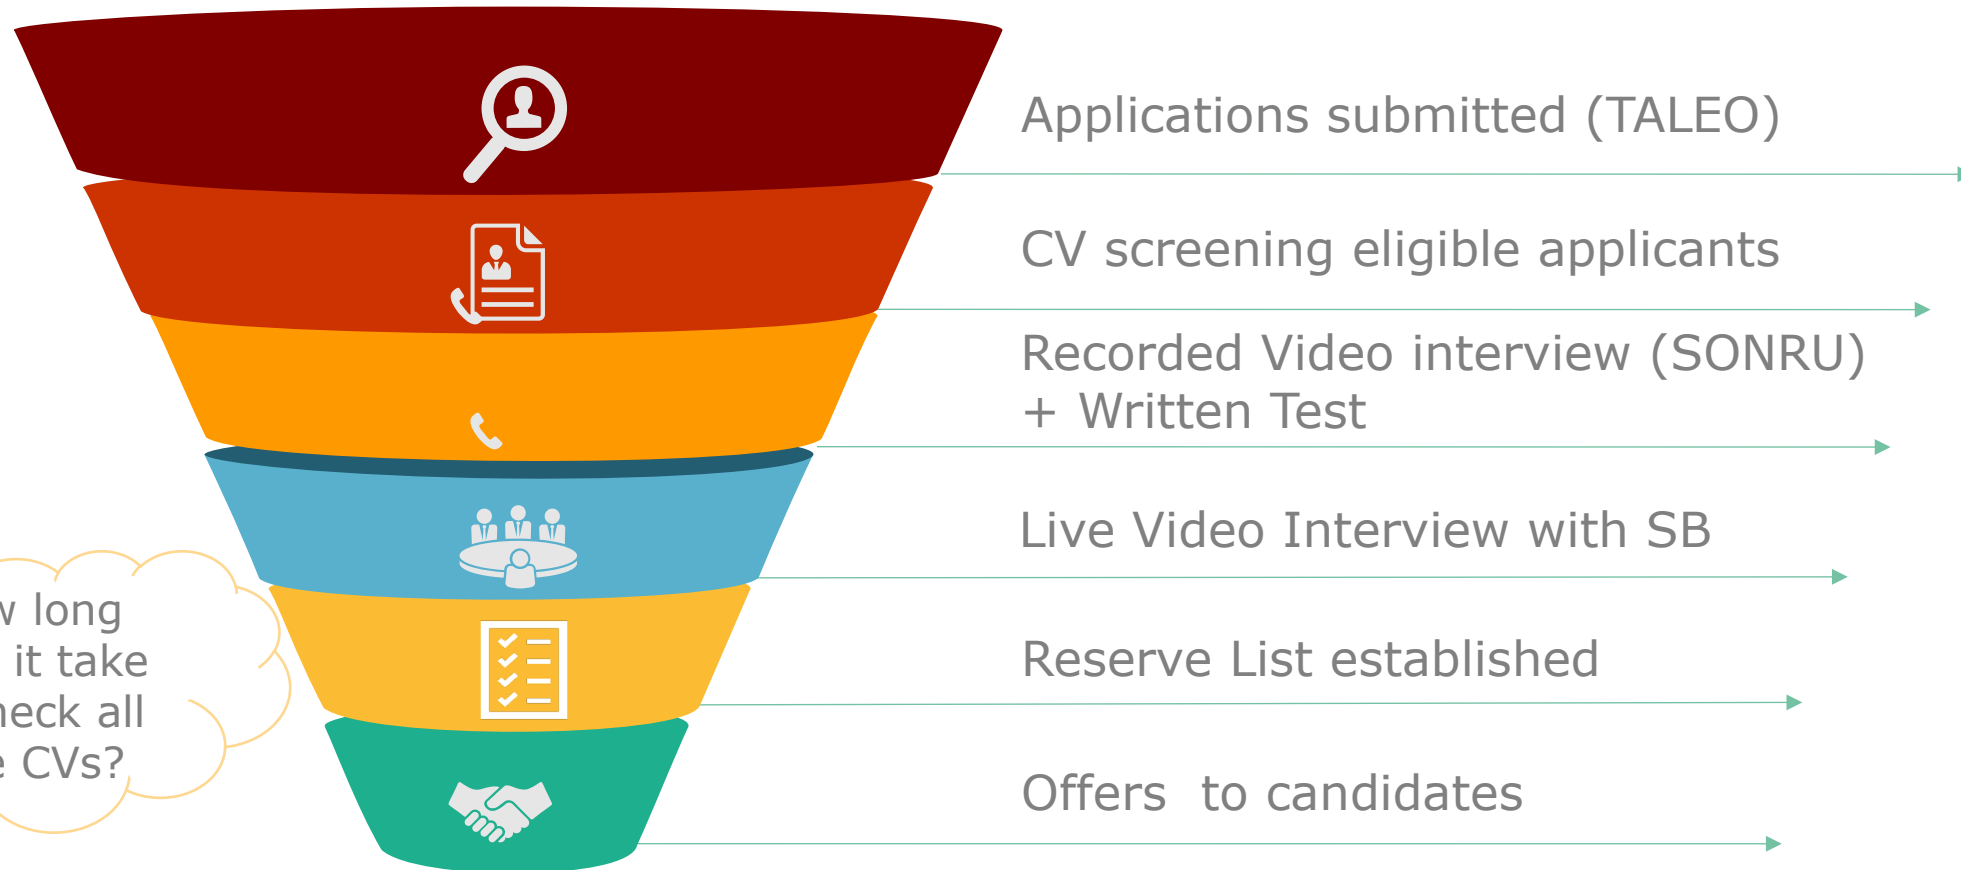 Applications submitted (TALEO)
CV screening eligible applicants
Recorded Video interview (SONRU)
+ Written Test
Live Video Interview with SB
Reserve List established
Offers  to candidates
long
it take
all
CVs?